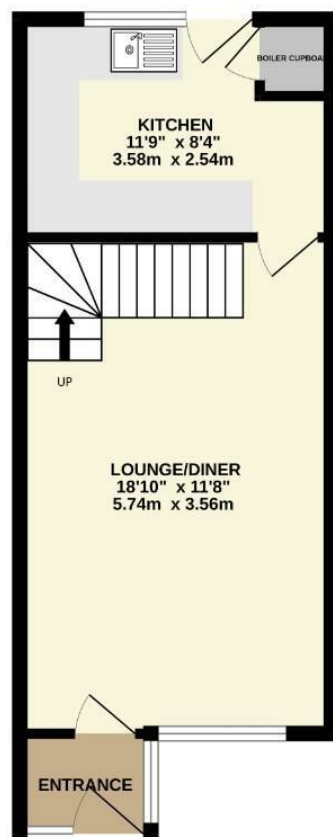 BOILER CUPBOA
KITCHEN
11'9" x 8'4"
3.58m x 2.54m
UP
LOUNGE/DINER
18'10" x 11'8"
5.74m x 3.56m
ENTRANCE